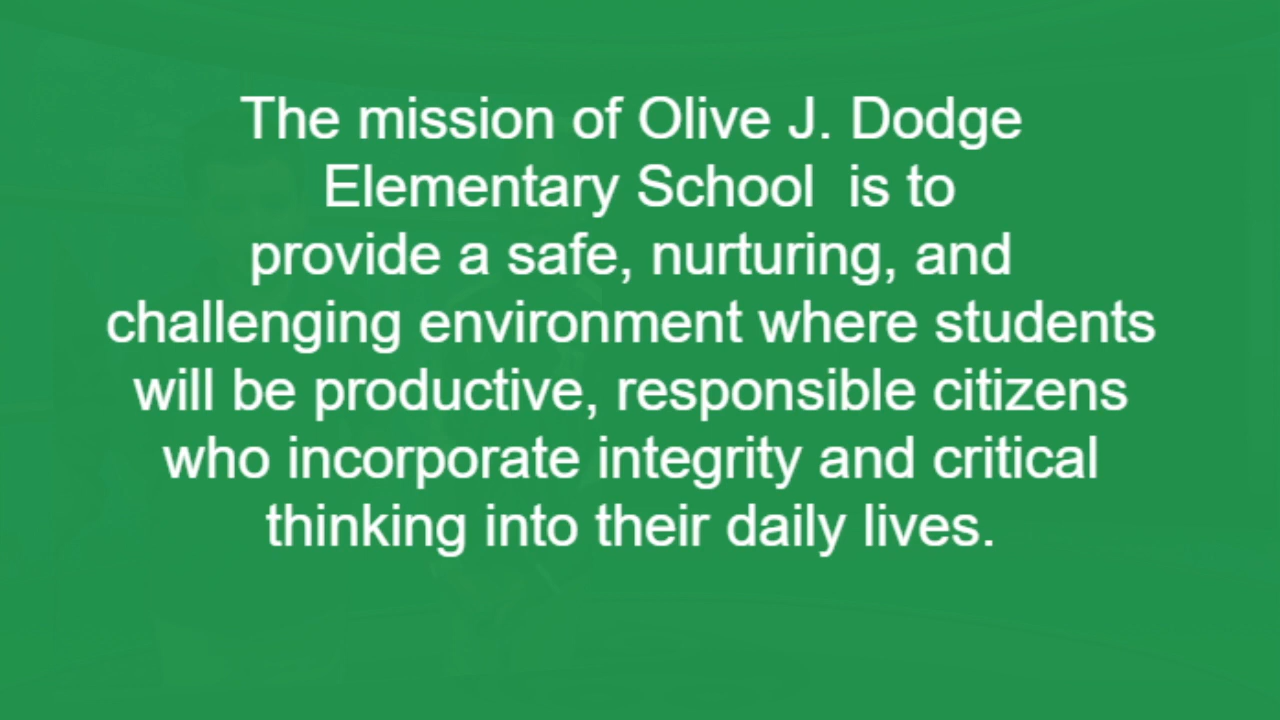 The mission of Olive J. Dodge
Elementary School  is to
provide a safe, nurturing, and
challenging environment where students
will be productive, responsible citizens
who incorporate integrity and critical
thinking into their daily lives.